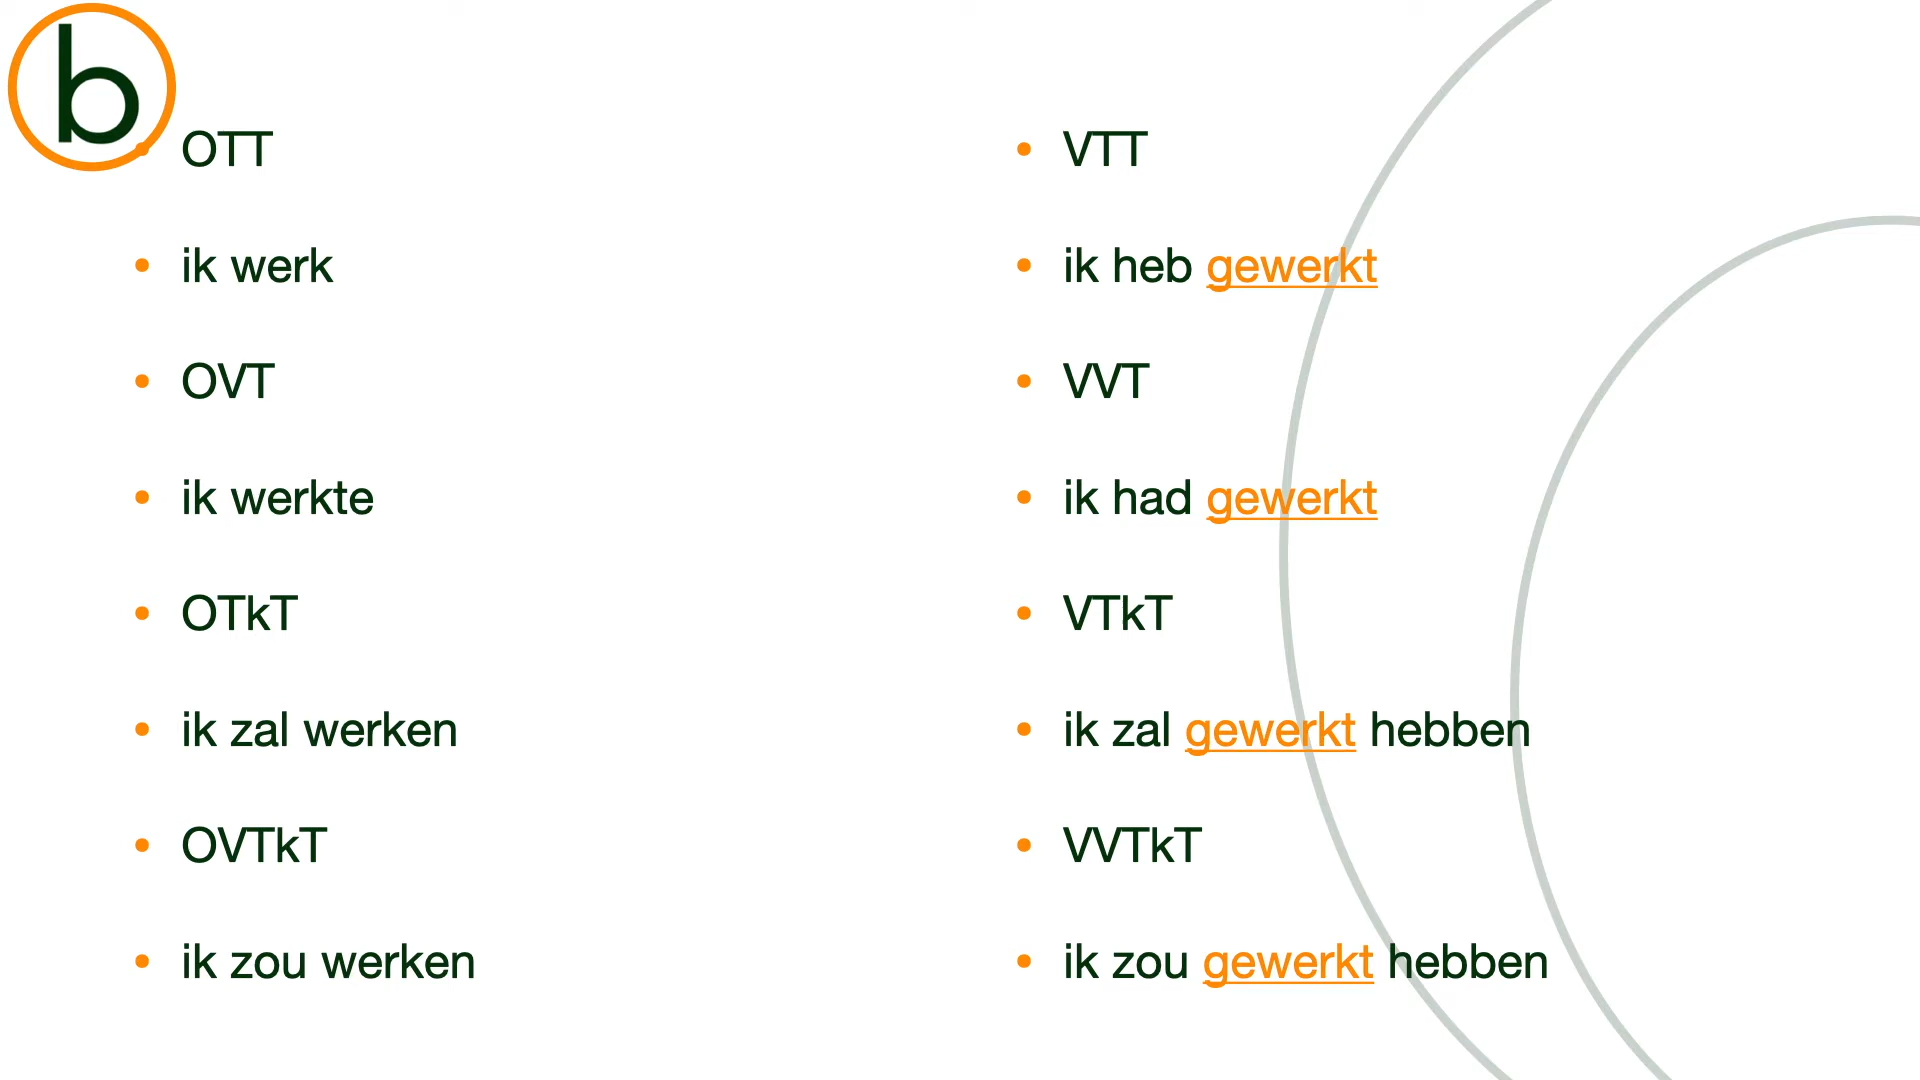 b
OTT
ik werk
OVT
ik werkte
OTkT
ik zal werken
OVTkT
ik zou werken
VTT
ik heb gewerkt
VVT
ik had gewerkt
VTkT
ik zal gewerkt hebben
VVTkT
ik zou gewerkt hebben